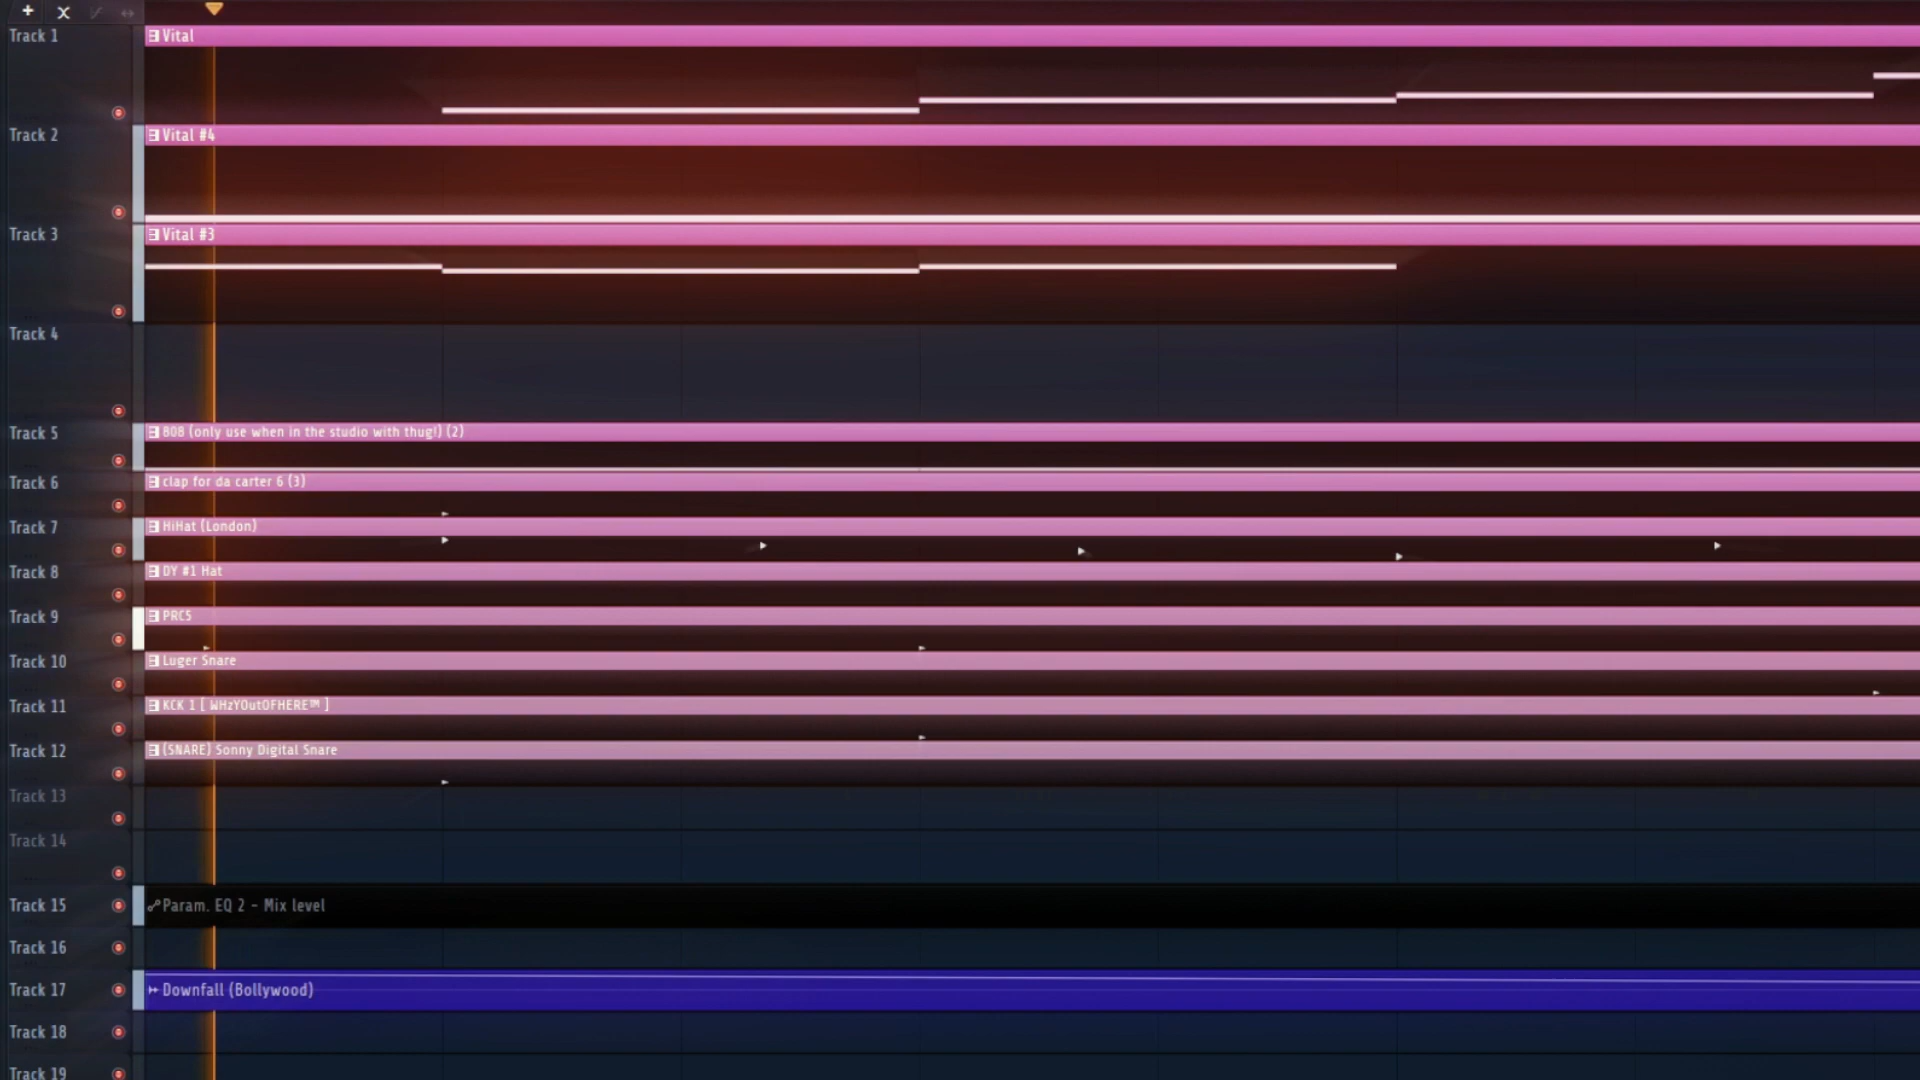 Track 1
Vital
Track 2
Vital #4
Track 3
Vital #3
Track 4
Track 5
808 (only use when in the studio with thug!) (2)
Track 6
clap for da carter 6 (3)
Track 7
HiHat (London)
Track 8
DY #1 Hat
Track 9
PRC5
Track 10
Luger Snare
Track 11
KCK 1 [ WHzYOutOFHERE™ ]
Track 12
(SNARE) Sonny Digital Snare
Track 13
Track 14
Track 15
Param. EQ 2 - Mix level
Track 16
Track 17
Downfall (Bollywood)
Track 18
Track 19